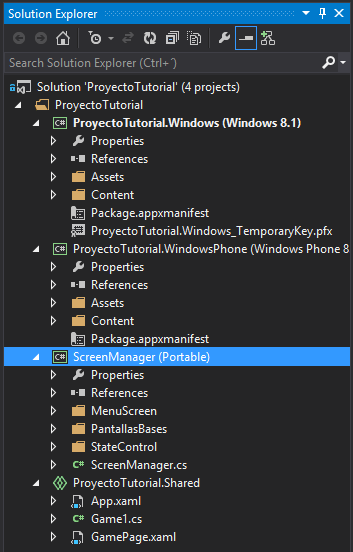 Solution Explorer
Search Solution Explorer (Ctrl+´)
Solution 'ProyectoTutorial' (4 projects)
ProyectoTutorial
C# ProyectoTutorial.Windows (Windows 8.1)
Properties
References
Assets
Content
Package.appxmanifest
ProyectoTutorial.Windows_TemporaryKey.pfx
C# ProyectoTutorial.WindowsPhone (Windows Phone 8
Properties
References
Assets
Content
Package.appxmanifest
C# ScreenManager (Portable)
Properties
References
MenuScreen
PantallasBases
StateControl
C# ScreenManager.cs
ProyectoTutorial.Shared
App.xaml
C# Game1.cs
GamePage.xaml